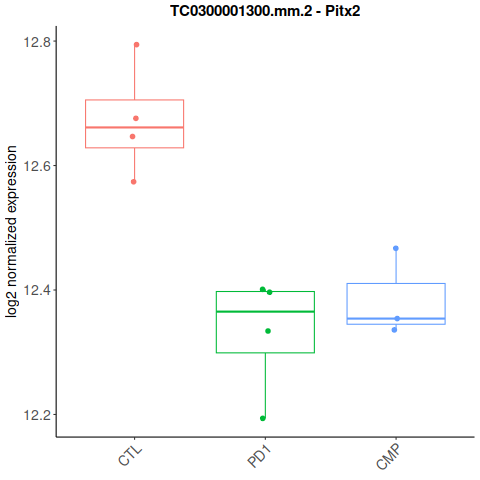 TC0300001300.mm.2 - Pitx2
log2 normalized expression
12.8
12.6
12.4
12.2
CTL
PD1
CMP